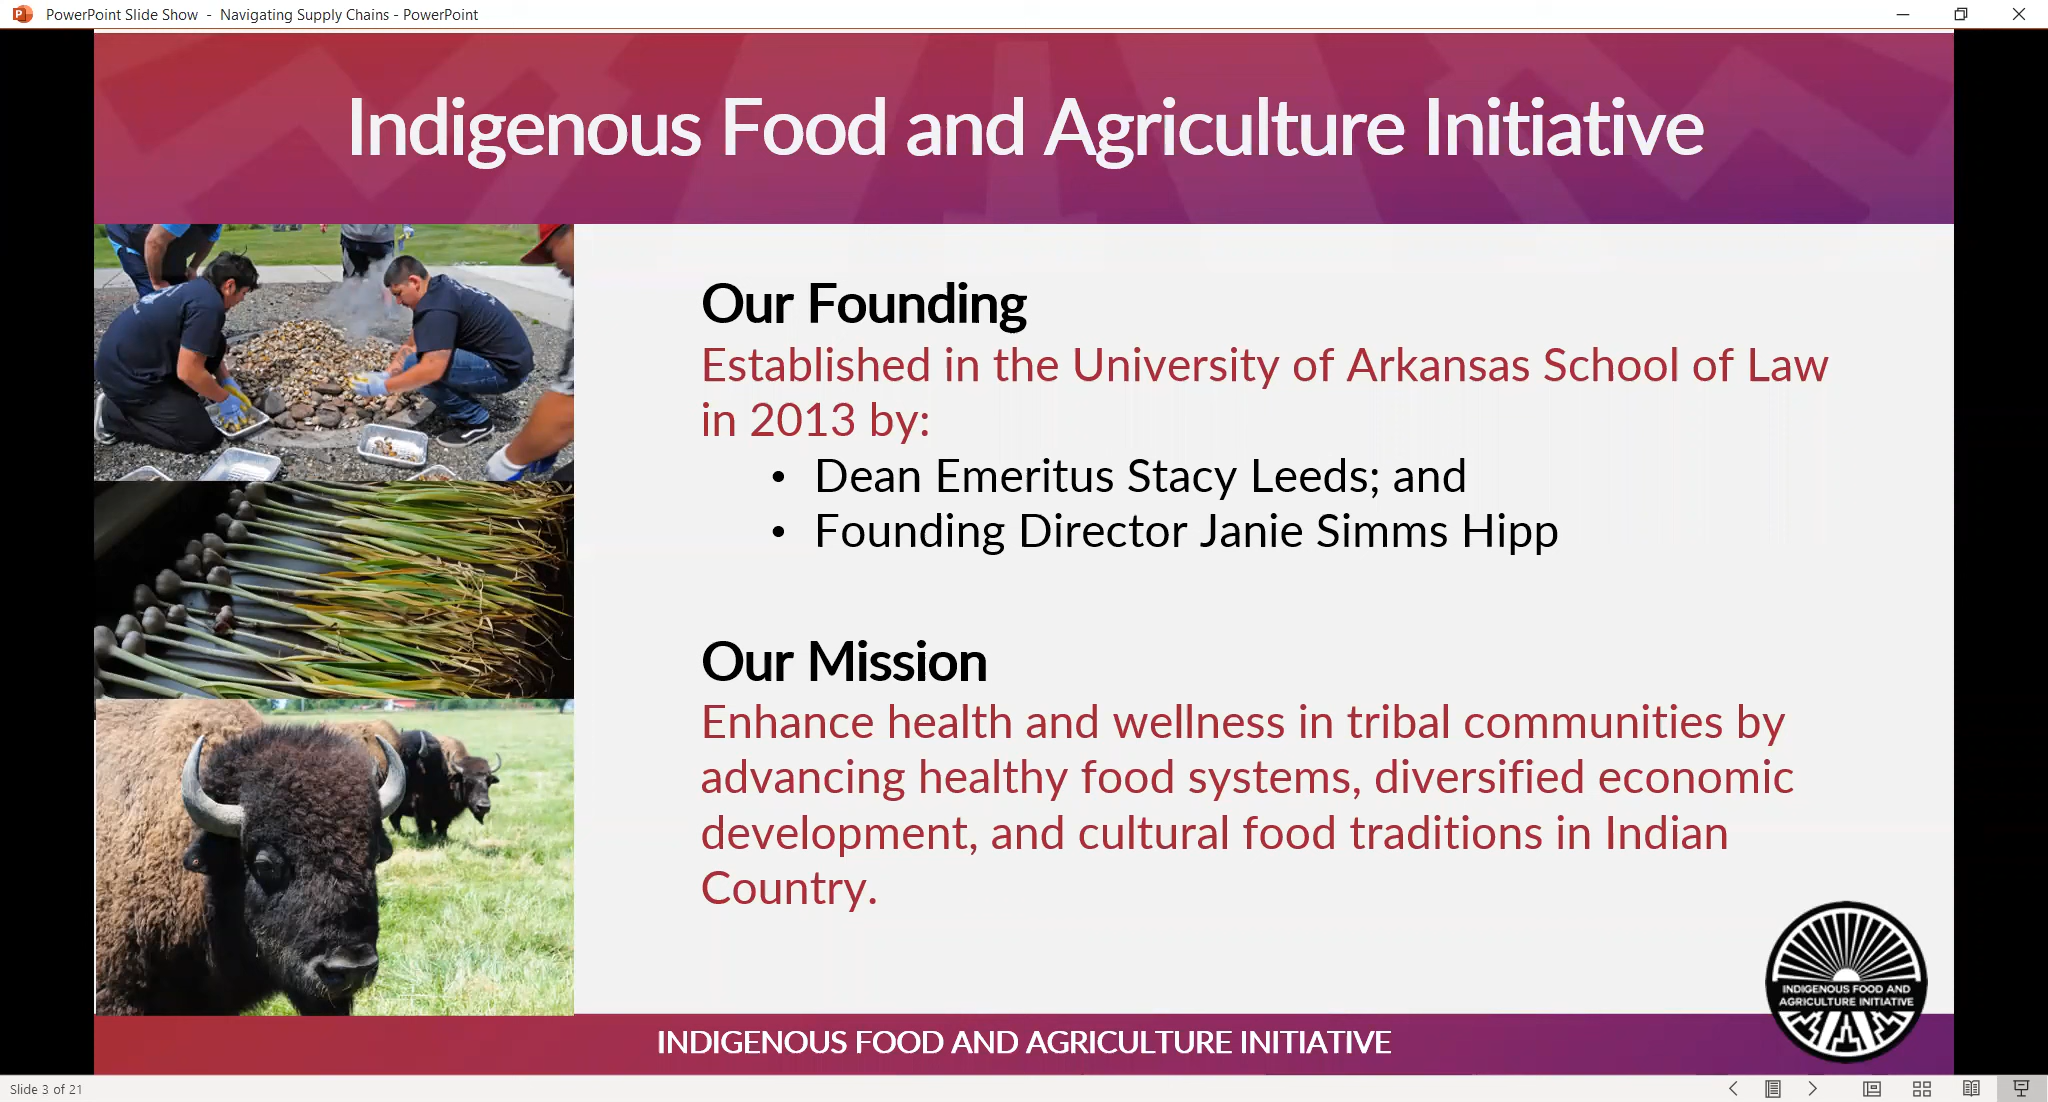 PowerPoint Slide Show - Navigating Supply Chains - PowerPoint
Indigenous Food and Agriculture Initiative
Our Founding
Established in the University of Arkansas School of Law
in 2013 by:
• Dean Emeritus Stacy Leeds; and
• Founding Director Janie Simms Hipp
Our Mission
Enhance health and wellness in tribal communities by
advancing healthy food systems, diversified economic
development, and cultural food traditions in Indian
Country.
INDIGENOUS FOOD AND
AGRICULTURE INITIATIVE
INDIGENOUS FOOD AND AGRICULTURE INITIATIVE
Slide 3 of 21